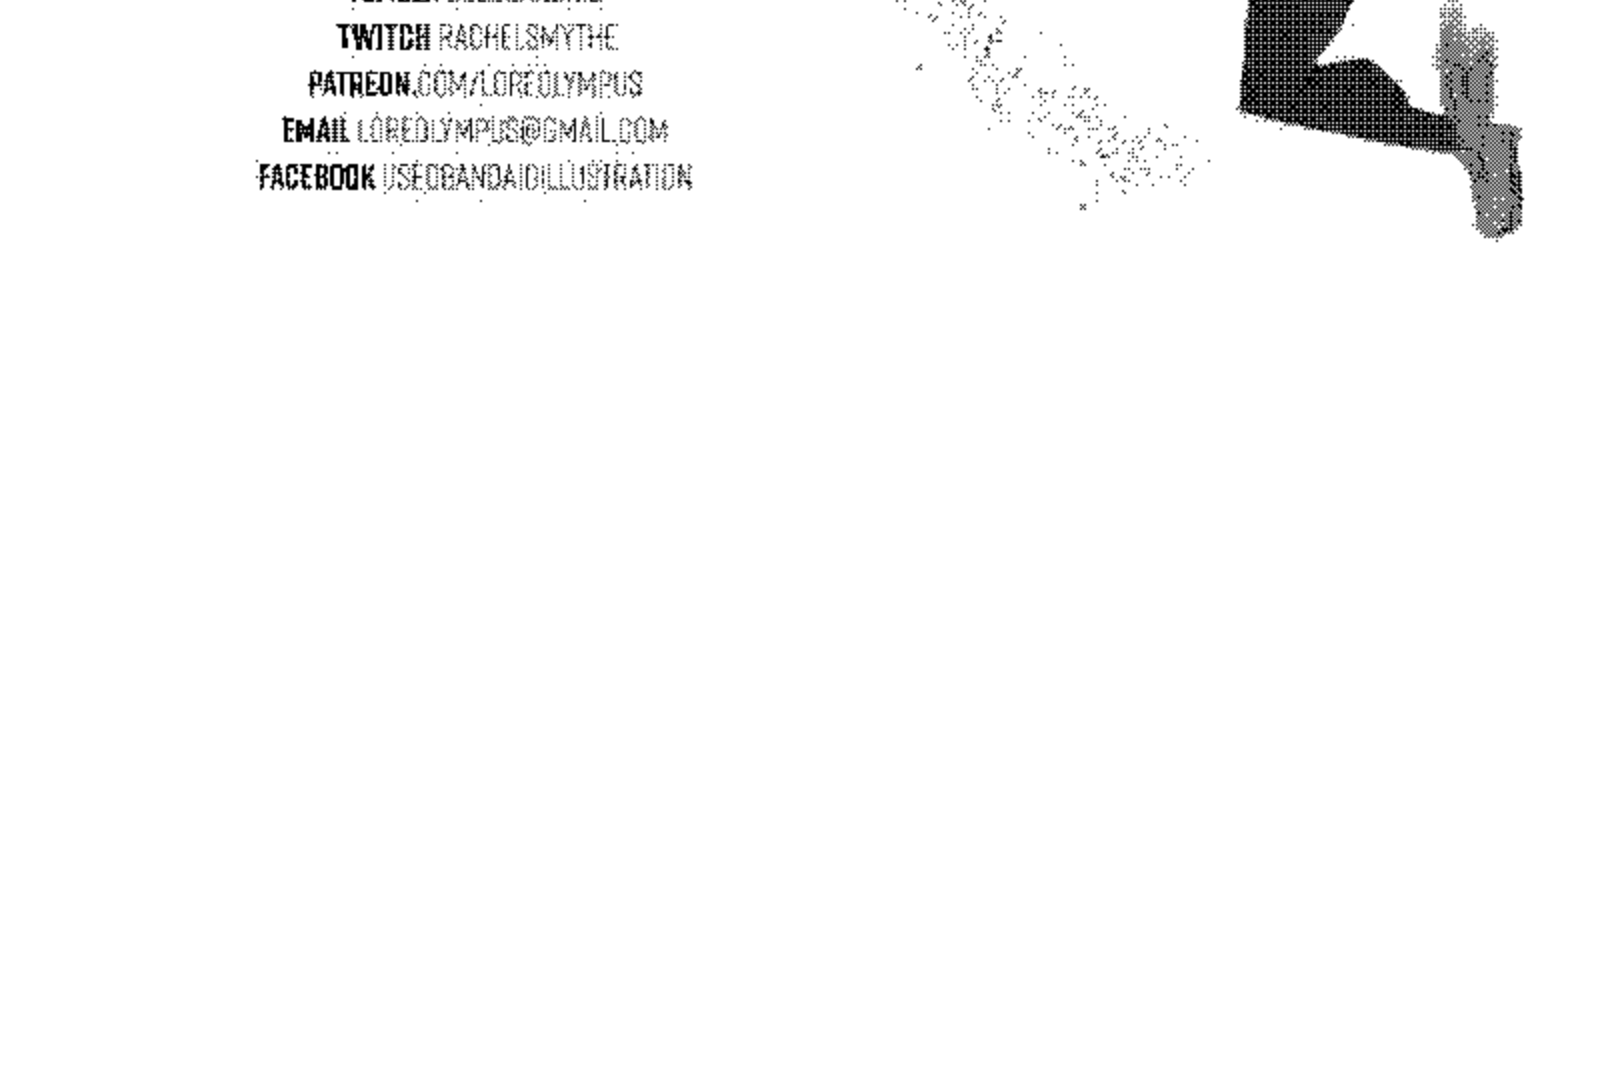 TWITCH RACHELSMYTHE
PATREON.COM/LOREOLYMPUS
EMAIL LOREOLYMPUS@GMAIL.COM
FACEBOOK USEDBANDAIDILLUSTRATION